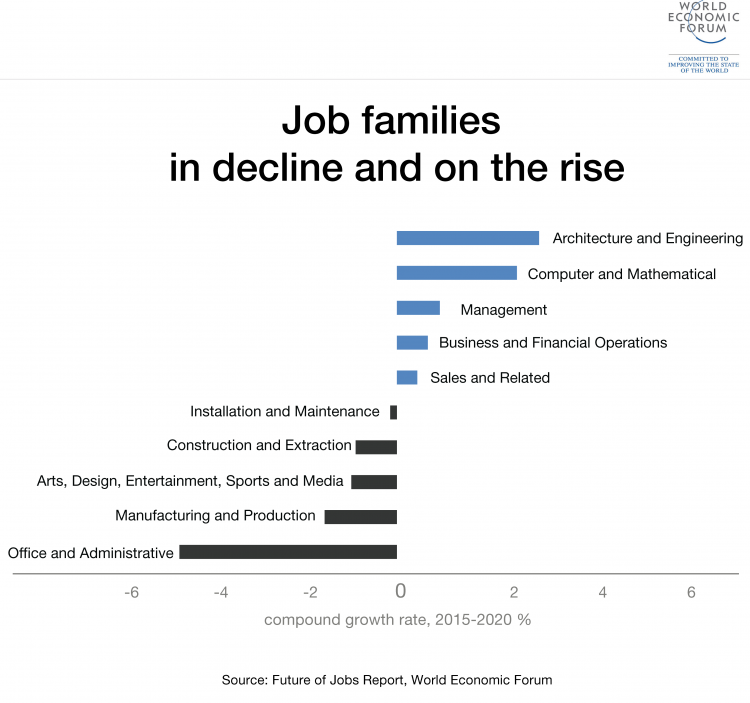 WORLD
ECONOMIC
FORUM
COMMITTED TO
IMPROVING THE STATE
OF THE WORLD
Job families
in decline and on the rise
Architecture and Engineering
Computer and Mathematical
Management
Business and Financial Operations
Sales and Related
Installation and Maintenance
Construction and Extraction
Arts, Design, Entertainment, Sports and Media
Manufacturing and Production
Office and Administrative
-6 -4 -2 0 2 4 6
compound growth rate, 2015-2020 %
Source: Future of Jobs Report, World Economic Forum